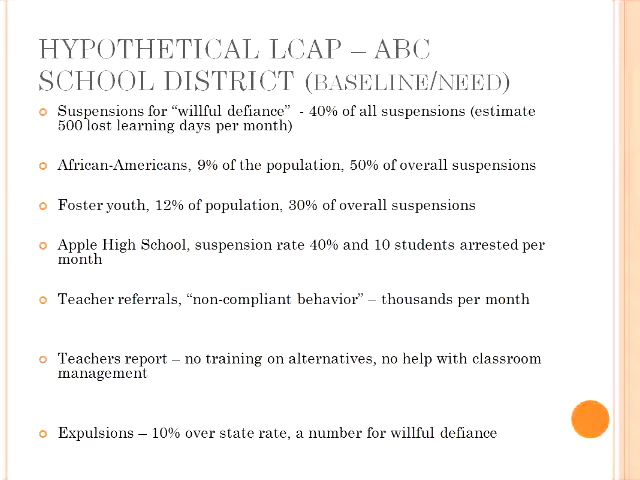 HYPOTHETICAL LCAP – ABC
SCHOOL DISTRICT (BASELINE/NEED)
Suspensions for “willful defiance” - 40% of all suspensions (estimate
500 lost learning days per month)
African-Americans, 9% of the population, 50% of overall suspensions
Foster youth, 12% of population, 30% of overall suspensions
Apple High School, suspension rate 40% and 10 students arrested per
month
Teacher referrals, “non-compliant behavior” – thousands per month
Teachers report – no training on alternatives, no help with classroom
management
Expulsions – 10% over state rate, a number for willful defiance